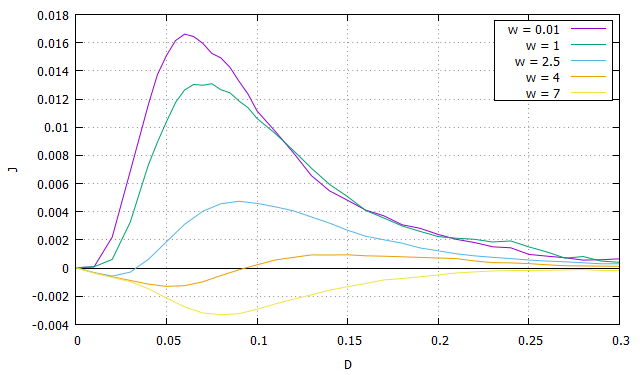 0.018
0.016
0.014
0.012
0.01
0.008
0.006
0.004
0.002
0
-0.002
-0.004
J
w = 0.01
w = 1
w = 2.5
w = 4
w = 7
0 0.05 0.1 0.15 0.2 0.25 0.3
D